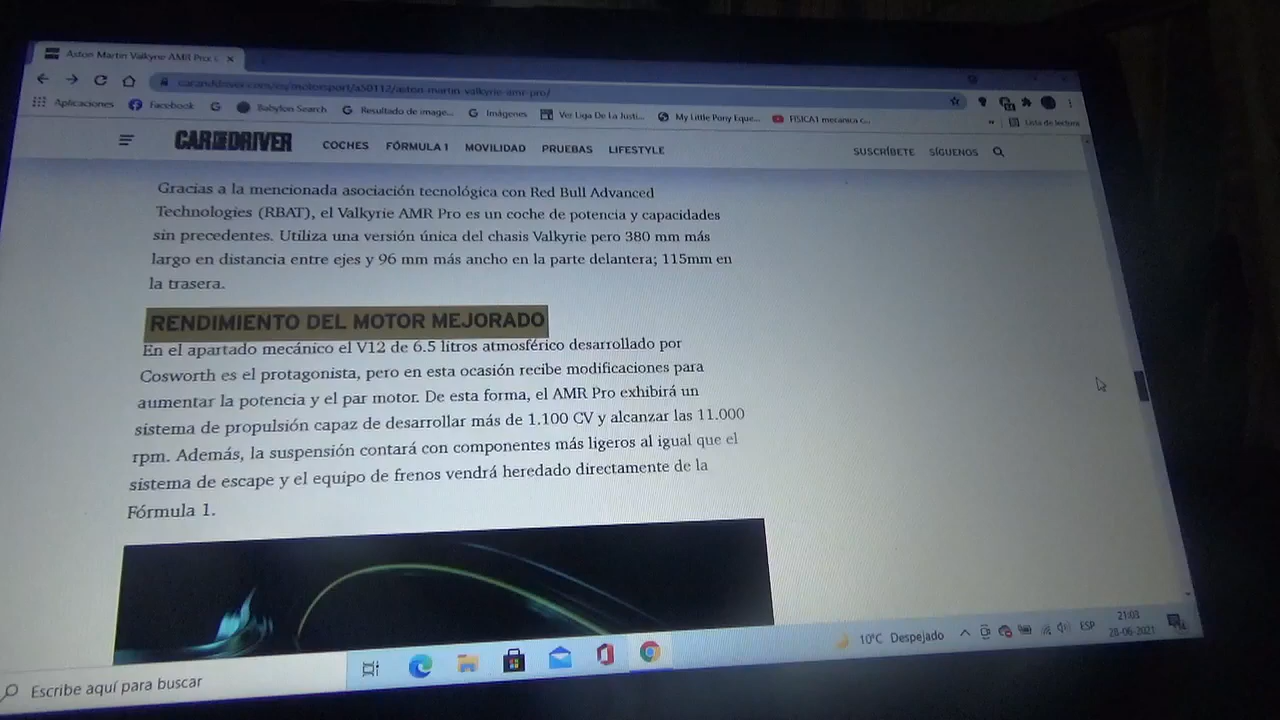 Aston Martin Valkyrie AMR Pro:
caranddriver.com/es/motorsport/a50112/aston-martin-valkyrie-amr-pro/
Aplicaciones Facebook Babylon Search Resultado de image... Imágenes Ver Liga De La Justi... My Little Pony Eque... FISICA1 mecanica c... » Lista de lectura
CAR AND DRIVER COCHES FÓRMULA 1 MOVILIDAD PRUEBAS LIFESTYLE SUSCRÍBETE SÍGUENOS
Gracias a la mencionada asociación tecnológica con Red Bull Advanced
Technologies (RBAT), el Valkyrie AMR Pro es un coche de potencia y capacidades
sin precedentes. Utiliza una versión única del chasis Valkyrie pero 380 mm más
largo en distancia entre ejes y 96 mm más ancho en la parte delantera; 115mm en
la trasera.
RENDIMIENTO DEL MOTOR MEJORADO
En el apartado mecánico el V12 de 6.5 litros atmosférico desarrollado por
Cosworth es el protagonista, pero en esta ocasión recibe modificaciones para
aumentar la potencia y el par motor. De esta forma, el AMR Pro exhibirá un
sistema de propulsión capaz de desarrollar más de 1.100 CV y alcanzar las 11.000
rpm. Además, la suspensión contará con componentes más ligeros al igual que el
sistema de escape y el equipo de frenos vendrá heredado directamente de la
Fórmula 1.
Escribe aquí para buscar
10°C Despejado
ESP
21:03
28-06-2021